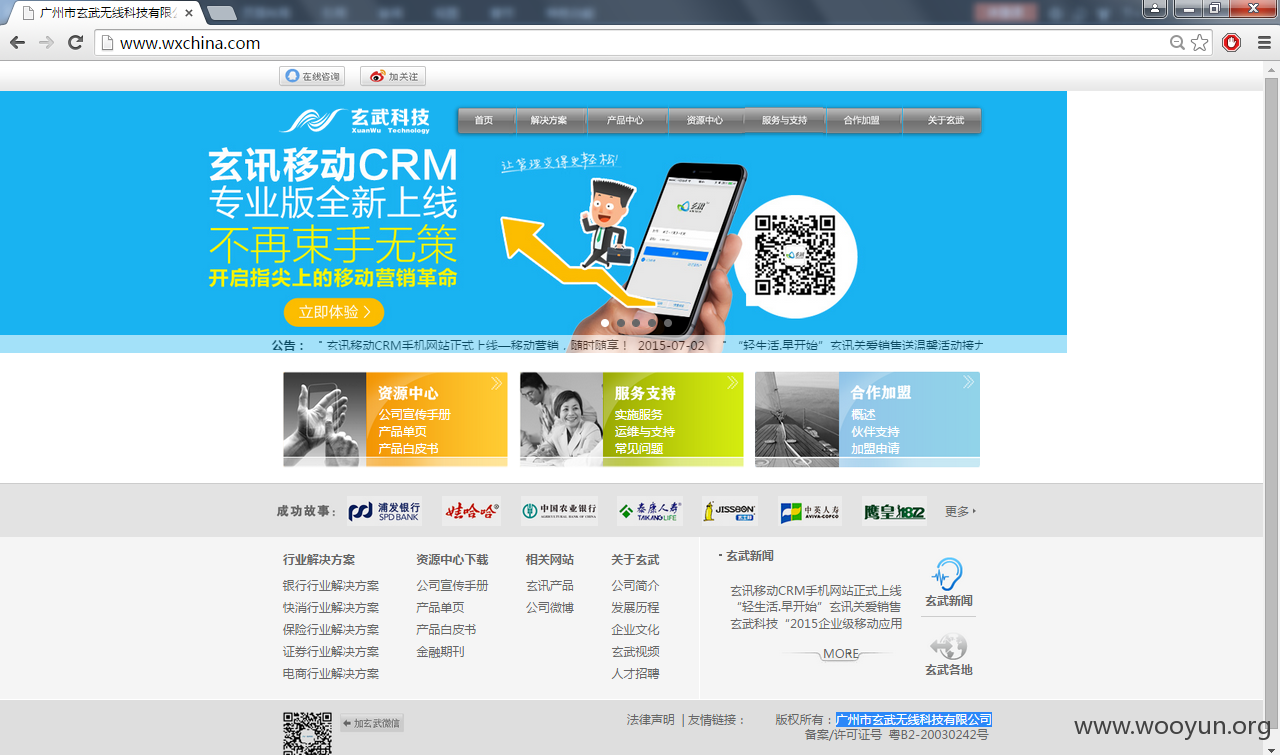 广州市玄武无线科技有限公
www.wxchina.com
在线咨询 加关注
玄武科技
XuanWu Technology
首页 解决方案 产品中心 资源中心 服务与支持 合作加盟 关于玄武
玄讯移动CRM
专业版全新上线
不再束手无策
开启指尖上的移动营销革命
立即体验
让管理变得更轻松!
玄武
公告： “ 玄讯移动CRM手机网站正式上线—移动营销，随时随享！ 2015-07-02 “ “轻生活.早开始”玄讯关爱销售送温馨活动接力
资源中心
公司宣传手册
产品单页
产品白皮书
服务支持
实施服务
运维与支持
常见问题
合作加盟
概述
伙伴支持
加盟申请
成功故事：
浦发银行
SPD BANK
娃哈哈®
中国农业银行
AGRICULTURAL BANK OF CHINA
泰康人寿
TAIKANG LIFE
JISSBON
杰士邦
中英人寿
AVIVA-COFCO
鹰皇1872
更多
行业解决方案
银行行业解决方案
快消行业解决方案
保险行业解决方案
证券行业解决方案
电商行业解决方案
资源中心下载
公司宣传手册
产品单页
产品白皮书
金融期刊
相关网站
玄讯产品
公司微博
关于玄武
公司简介
发展历程
企业文化
玄武视频
人才招聘
· 玄武新闻
玄讯移动CRM手机网站正式上线
“轻生活.早开始”玄讯关爱销售
玄武科技“2015企业级移动应用
MORE
玄武新闻
玄武各地
加玄武微信
法律声明 | 友情链接： 版权所有：广州市玄武无线科技有限公司
备案/许可证号 粤B2-20030242号
www.wooyun.org